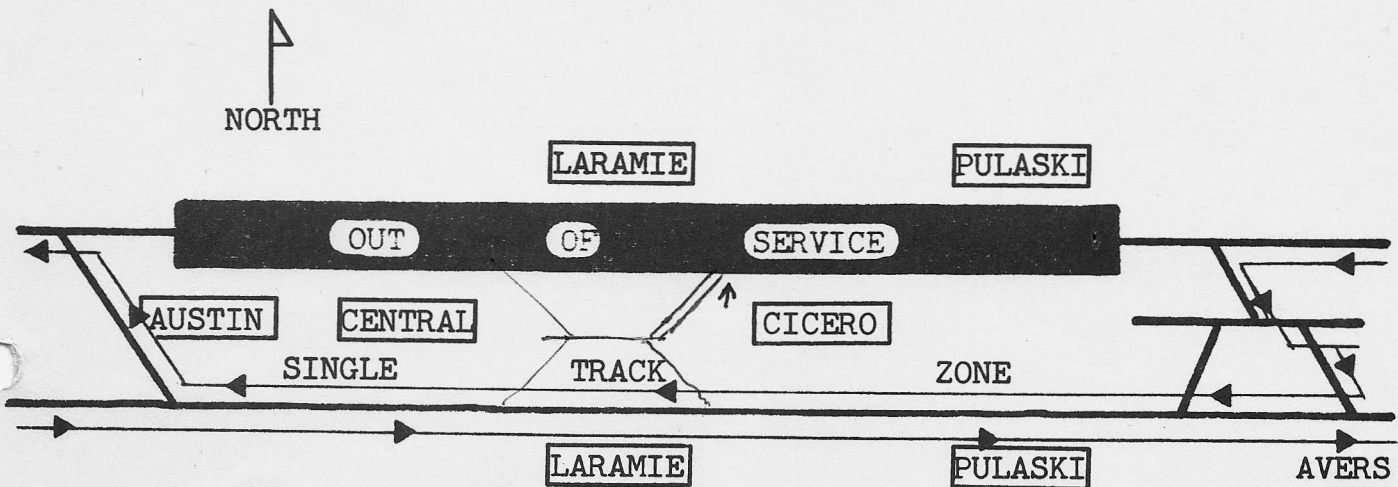 NORTH
LARAMIE PULASKI
OUT OF SERVICE
AUSTIN CENTRAL CICERO
SINGLE TRACK ZONE
LARAMIE PULASKI AVERS